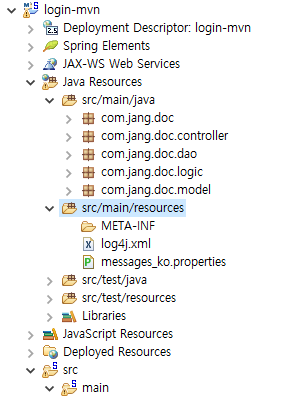 login-mvn
Deployment Descriptor: login-mvn
Spring Elements
JAX-WS Web Services
Java Resources
src/main/java
com.jang.doc
com.jang.doc.controller
com.jang.doc.dao
com.jang.doc.logic
com.jang.doc.model
src/main/resources
META-INF
log4j.xml
messages_ko.properties
src/test/java
src/test/resources
Libraries
JavaScript Resources
Deployed Resources
src
main